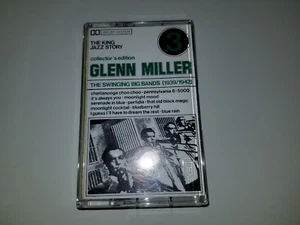 THE KING
JAZZ STORY
3
collector's edition
GLENN MILLER
THE SWINGING BIG BANDS (1939/1942)
chattanooga choo choo - pennsylvania 6-5000
it's always you - moonlight mood
serenade in blue - perfidia - that old black magic
moonlight cocktail - blueberry hill
i guess i'll have to dream the rest - blue rain